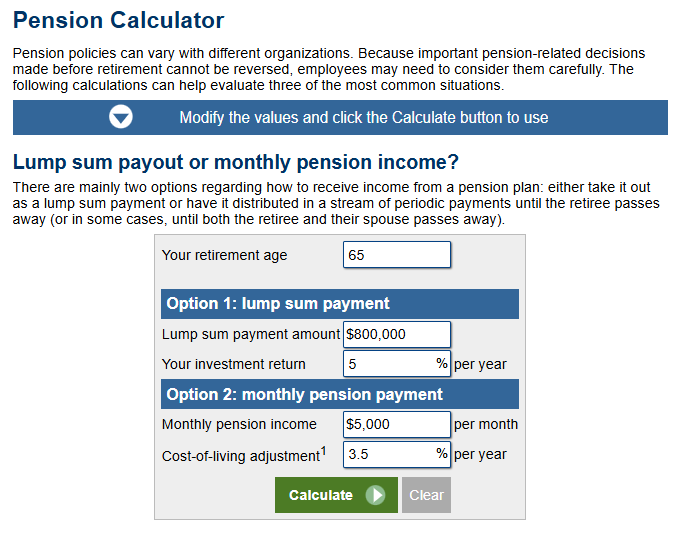 Pension Calculator
Pension policies can vary with different organizations. Because important pension-related decisions
made before retirement cannot be reversed, employees may need to consider them carefully. The
following calculations can help evaluate three of the most common situations.
Modify the values and click the Calculate button to use
Lump sum payout or monthly pension income?
There are mainly two options regarding how to receive income from a pension plan: either take it out
as a lump sum payment or have it distributed in a stream of periodic payments until the retiree passes
away (or in some cases, until both the retiree and their spouse passes away).
Your retirement age 65
Option 1: lump sum payment
Lump sum payment amount $800,000
Your investment return 5 % per year
Option 2: monthly pension payment
Monthly pension income $5,000 per month
Cost-of-living adjustment1 3.5 % per year
Calculate Clear